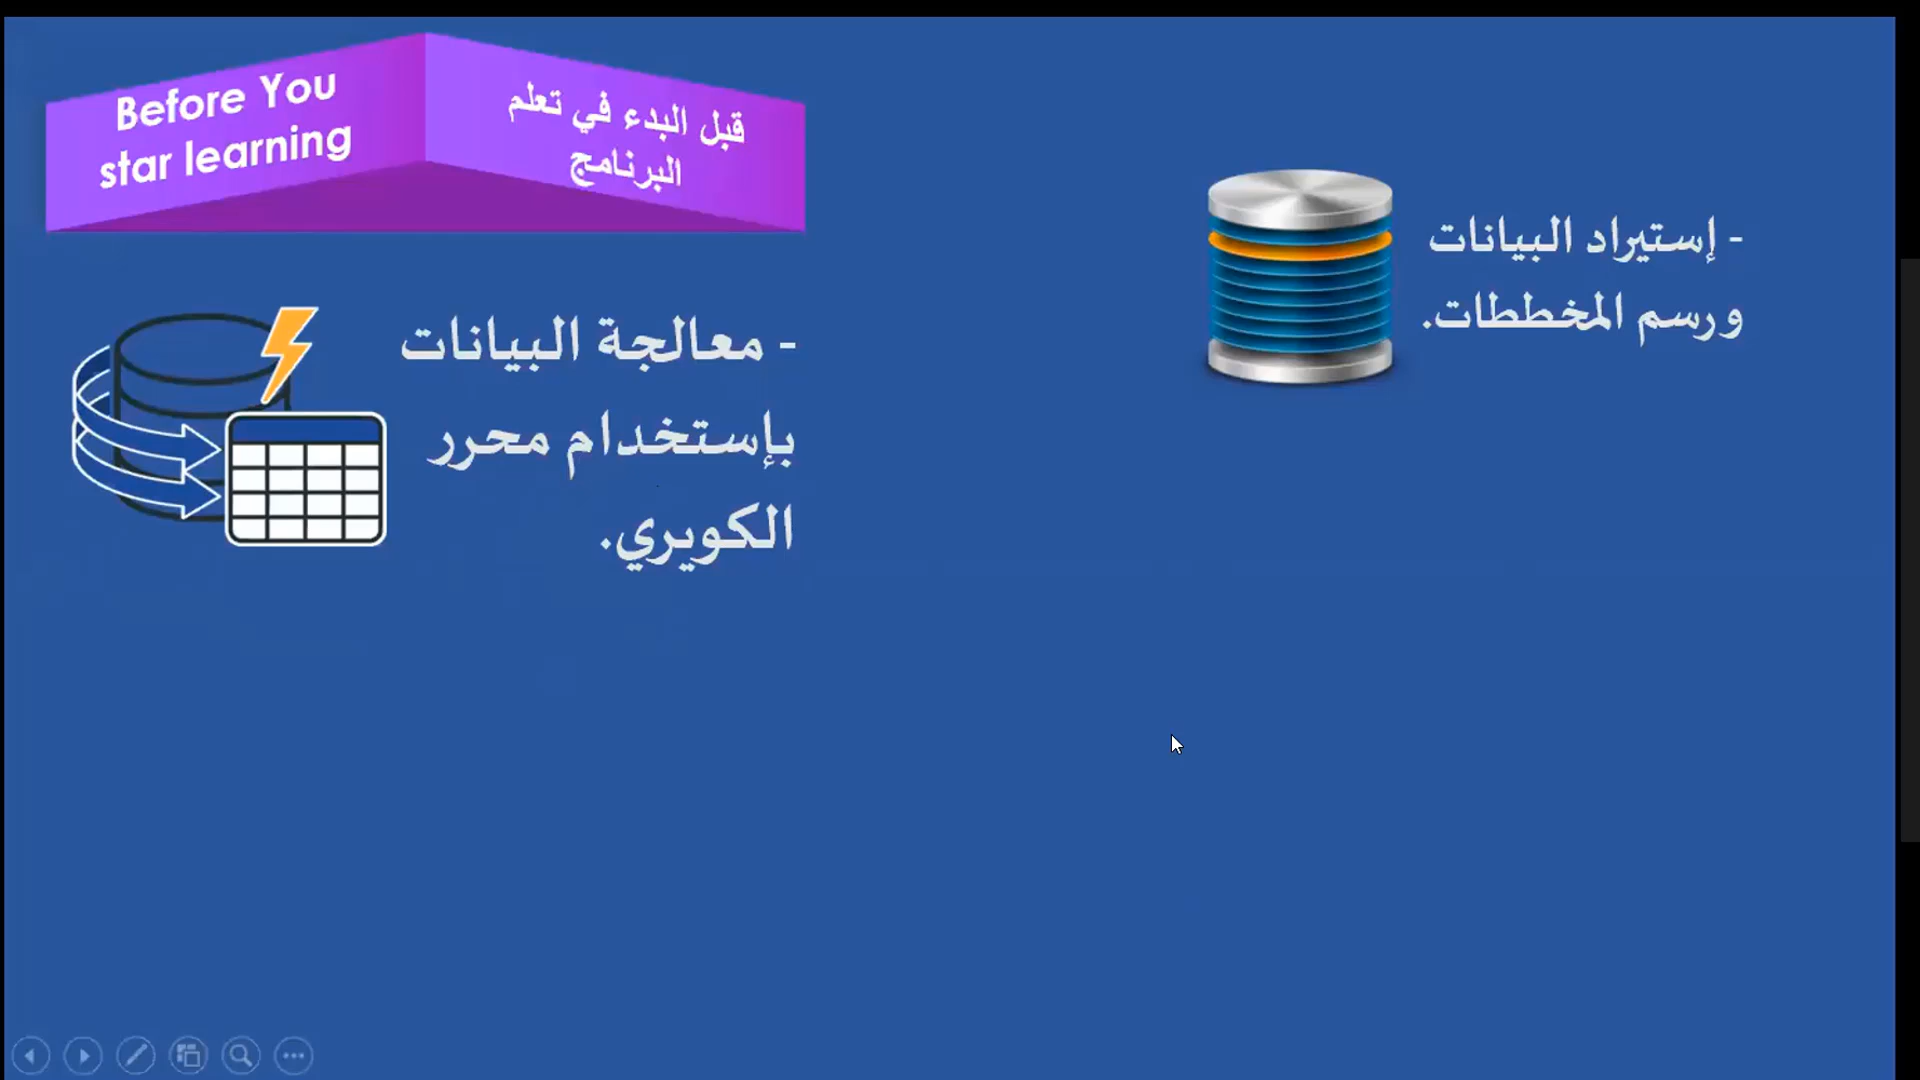 Before You
star learning
قبل البدء في تعلم
البرنامج
- إستيراد البيانات
ورسم المخططات.
- معالجة البيانات
بإستخدام محرر
الكويري.